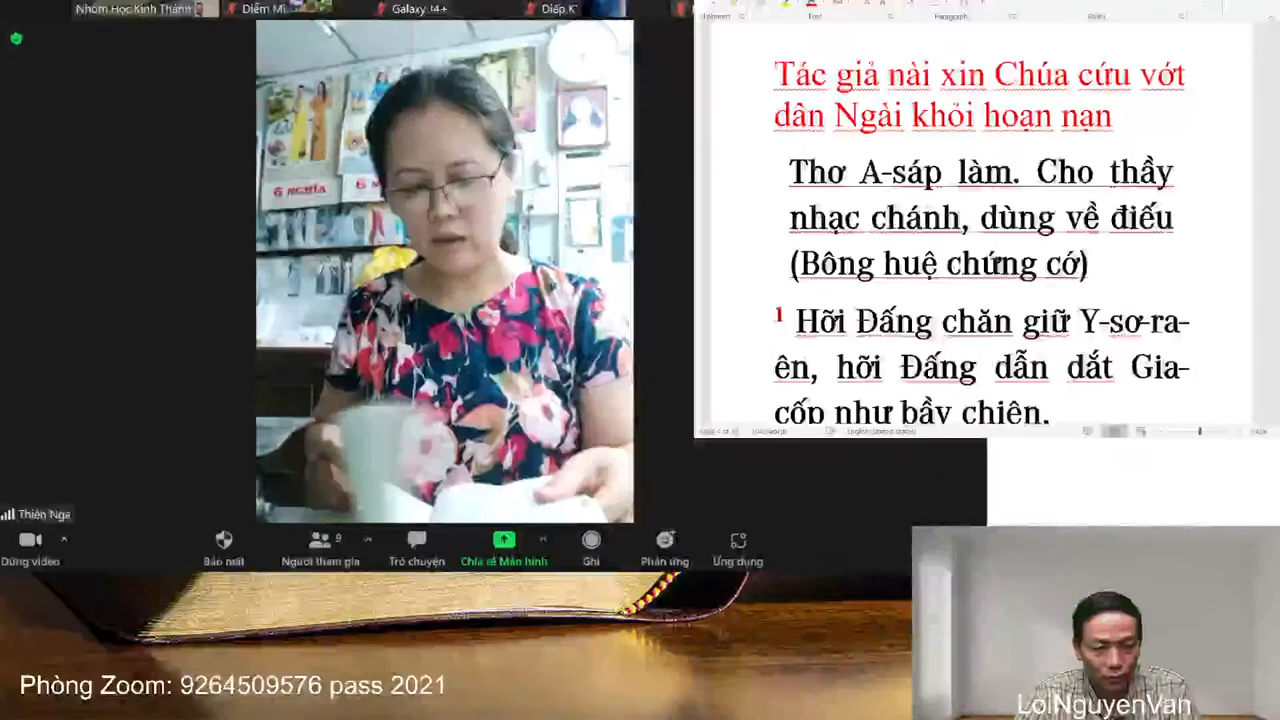 Nhóm Học Kinh Thánh
Diễm Mi
Galaxy J4+
Diệp.K
Tác giả nài xin Chúa cứu vớt
dân Ngài khỏi hoạn nạn
Thơ A-sáp làm. Cho thầy
nhạc chánh, dùng về điếu
(Bông huệ chứng cớ)
1 Hỡi Đấng chăn giữ Y-sơ-ra-
ên, hỡi Đấng dẫn dắt Gia-
cốp như bầy chiên,
6 NGHĨA
6
Thiên Nga
Dừng video
Bảo mật
Người tham gia
9
Trò chuyện
Chia sẻ Màn hình
Ghi
Phản ứng
Ứng dụng
Phòng Zoom: 9264509576 pass 2021
LoiNguyenVan